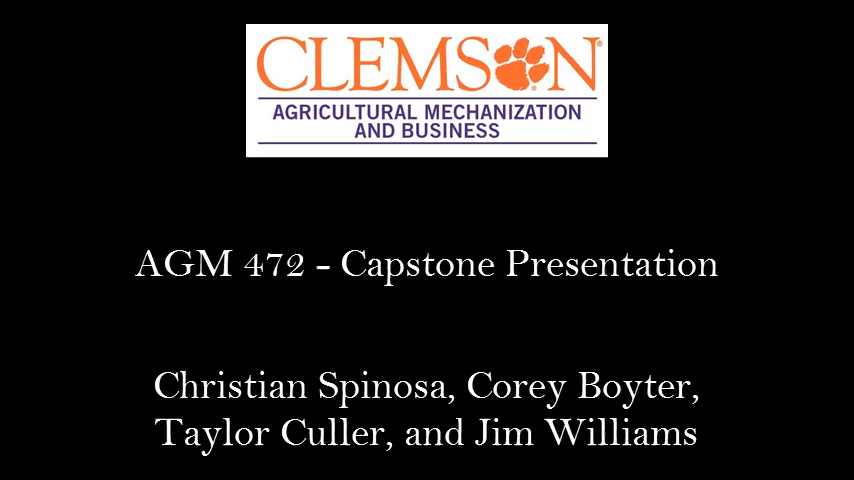 CLEMSON®
AGRICULTURAL MECHANIZATION
AND BUSINESS
AGM 472 - Capstone Presentation
Christian Spinosa, Corey Boyter,
Taylor Culler, and Jim Williams